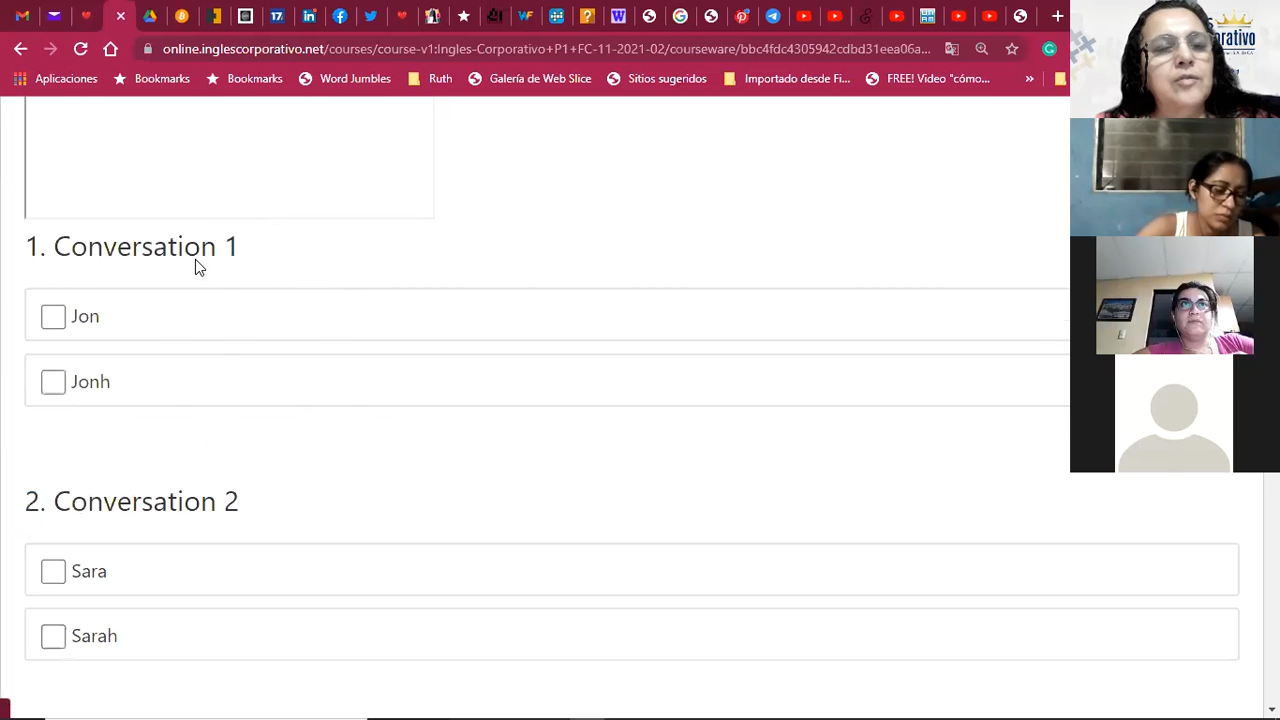 online.inglescorporativo.net/courses/course-v1:Ingles-Corporativo+P1+FC-11-2021-02/courseware/bbc4fdc4305942cdbd31eea06a...
Aplicaciones Bookmarks Bookmarks Word Jumbles Ruth Galería de Web Slice Sitios sugeridos Importado desde Fi... FREE! Video "cómo... »
1. Conversation 1
Jon
Jonh
2. Conversation 2
Sara
Sarah